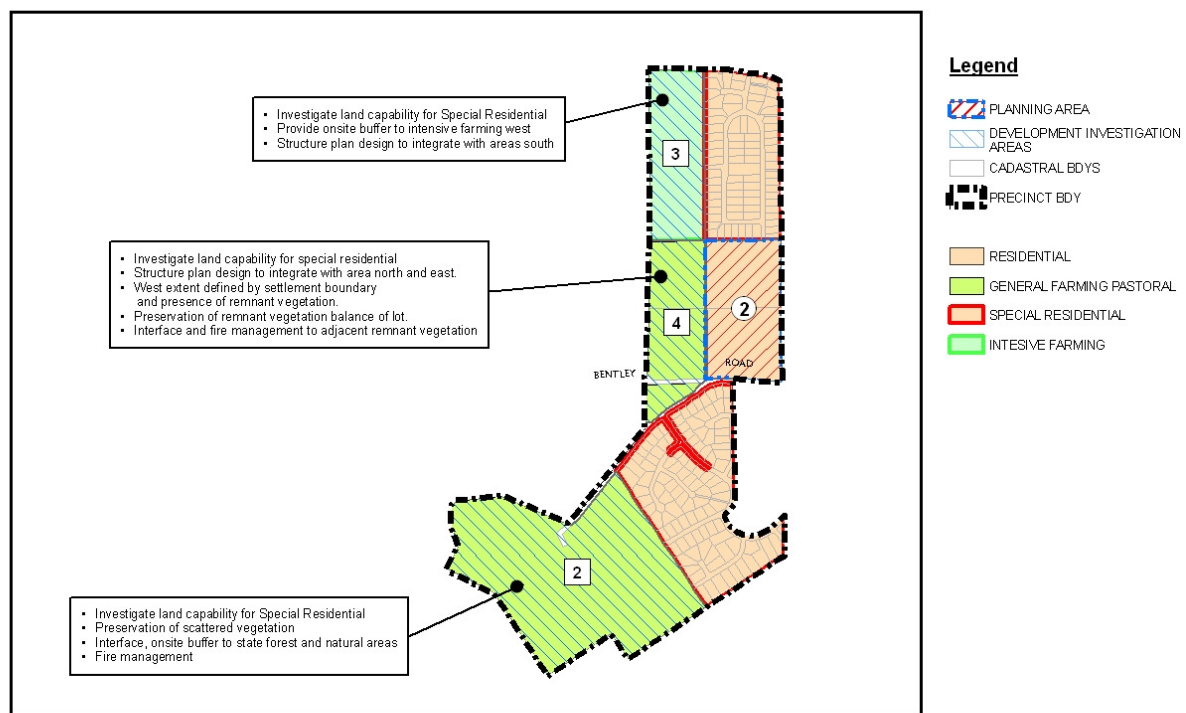 • Investigate land capability for Special Residential
• Provide onsite buffer to intensive farming west
• Structure plan design to integrate with areas south
3
• Investigate land capability for special residential
• Structure plan design to integrate with area north and east.
• West extent defined by settlement boundary
and presence of remnant vegetation.
• Preservation of remnant vegetation balance of lot.
• Interface and fire management to adjacent remnant vegetation
4
2
BENTLEY
ROAD
2
• Investigate land capability for Special Residential
• Preservation of scattered vegetation
• Interface, onsite buffer to state forest and natural areas
• Fire management
Legend
PLANNING AREA
DEVELOPMENT INVESTIGATION
AREAS
CADASTRAL BDYS
PRECINCT BDY
RESIDENTIAL
GENERAL FARMING PASTORAL
SPECIAL RESIDENTIAL
INTESIVE FARMING